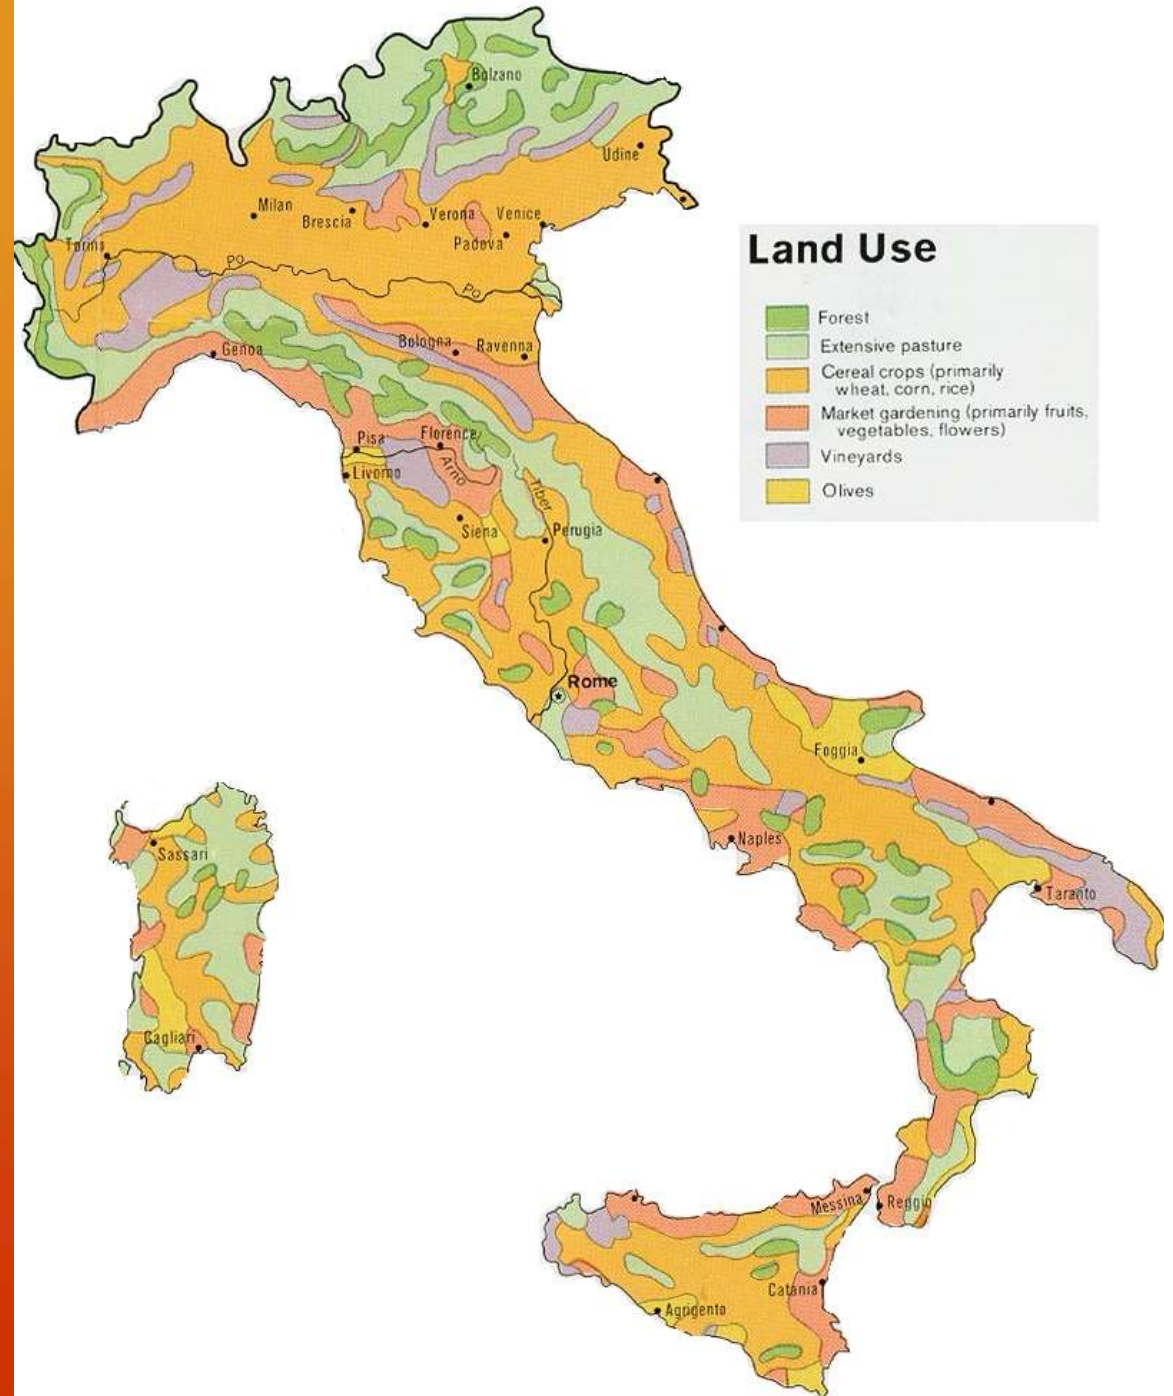 Bolzano
Udine
Milan
Brescia
Verona
Venice
Padova
Torino
Po
Po
Genoa
Bologna
Ravenna
Land Use
Forest
Extensive pasture
Cereal crops (primarily
wheat, corn, rice)
Market gardening (primarily fruits,
vegetables, flowers)
Vineyards
Olives
Pisa
Florence
Livorno
Arno
Siena
Tiber
Perugia
Rome
Foggia
Naples
Sassari
Taranto
Cagliari
Messina
Reggio
Catania
Agrigento